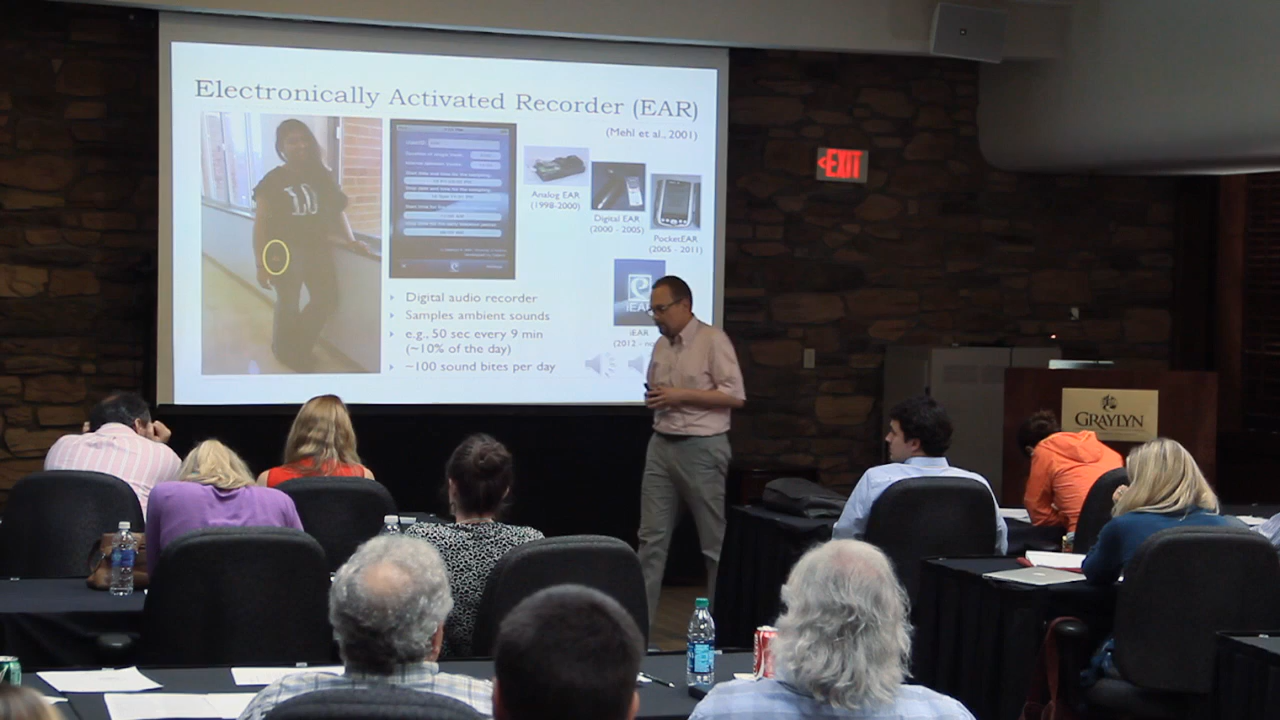 Electronically Activated Recorder (EAR)
(Mehl et al., 2001)
Analog EAR
(1998-2000)
Digital EAR
(2000 - 2005)
PocketEAR
(2005 - 2011)
iEAR
iEAR
(2012 -
Digital audio recorder
Samples ambient sounds
e.g., 50 sec every 9 min
(~10% of the day)
~100 sound bites per day
EXIT
GRAYLYN